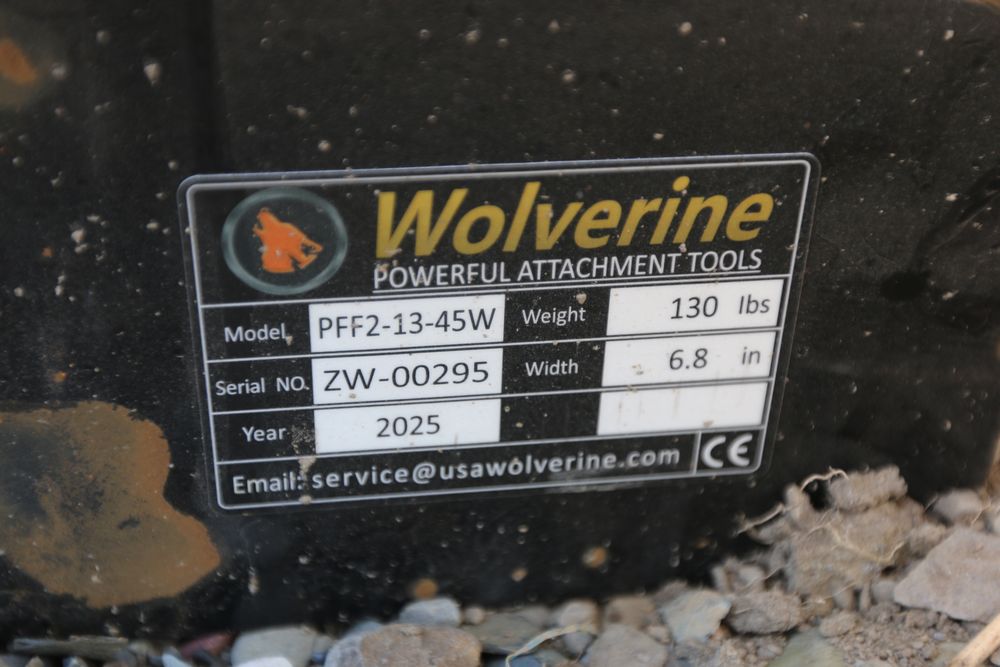 Wolverine
POWERFUL ATTACHMENT TOOLS
Model PFF2-13-45W Weight 130 lbs
Serial NO. ZW-00295 Width 6.8 in
Year 2025
Email: service@usawolverine.com CE